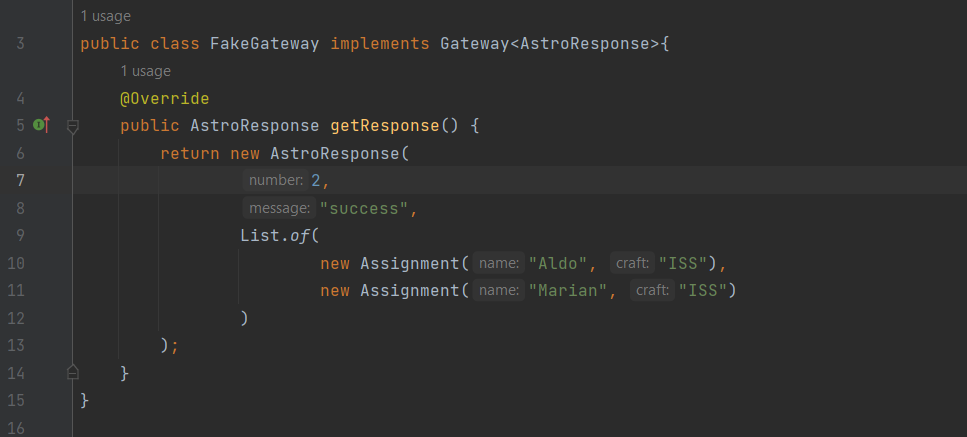 1 usage
3 public class FakeGateway implements Gateway<AstroResponse>{
1 usage
4 @Override
5 public AstroResponse getResponse() {
6 return new AstroResponse(
7 number: 2,
8 message: "success",
9 List.of(
10 new Assignment( name: "Aldo", craft: "ISS"),
11 new Assignment( name: "Marian", craft: "ISS")
12 )
13 );
14 }
15 }
16